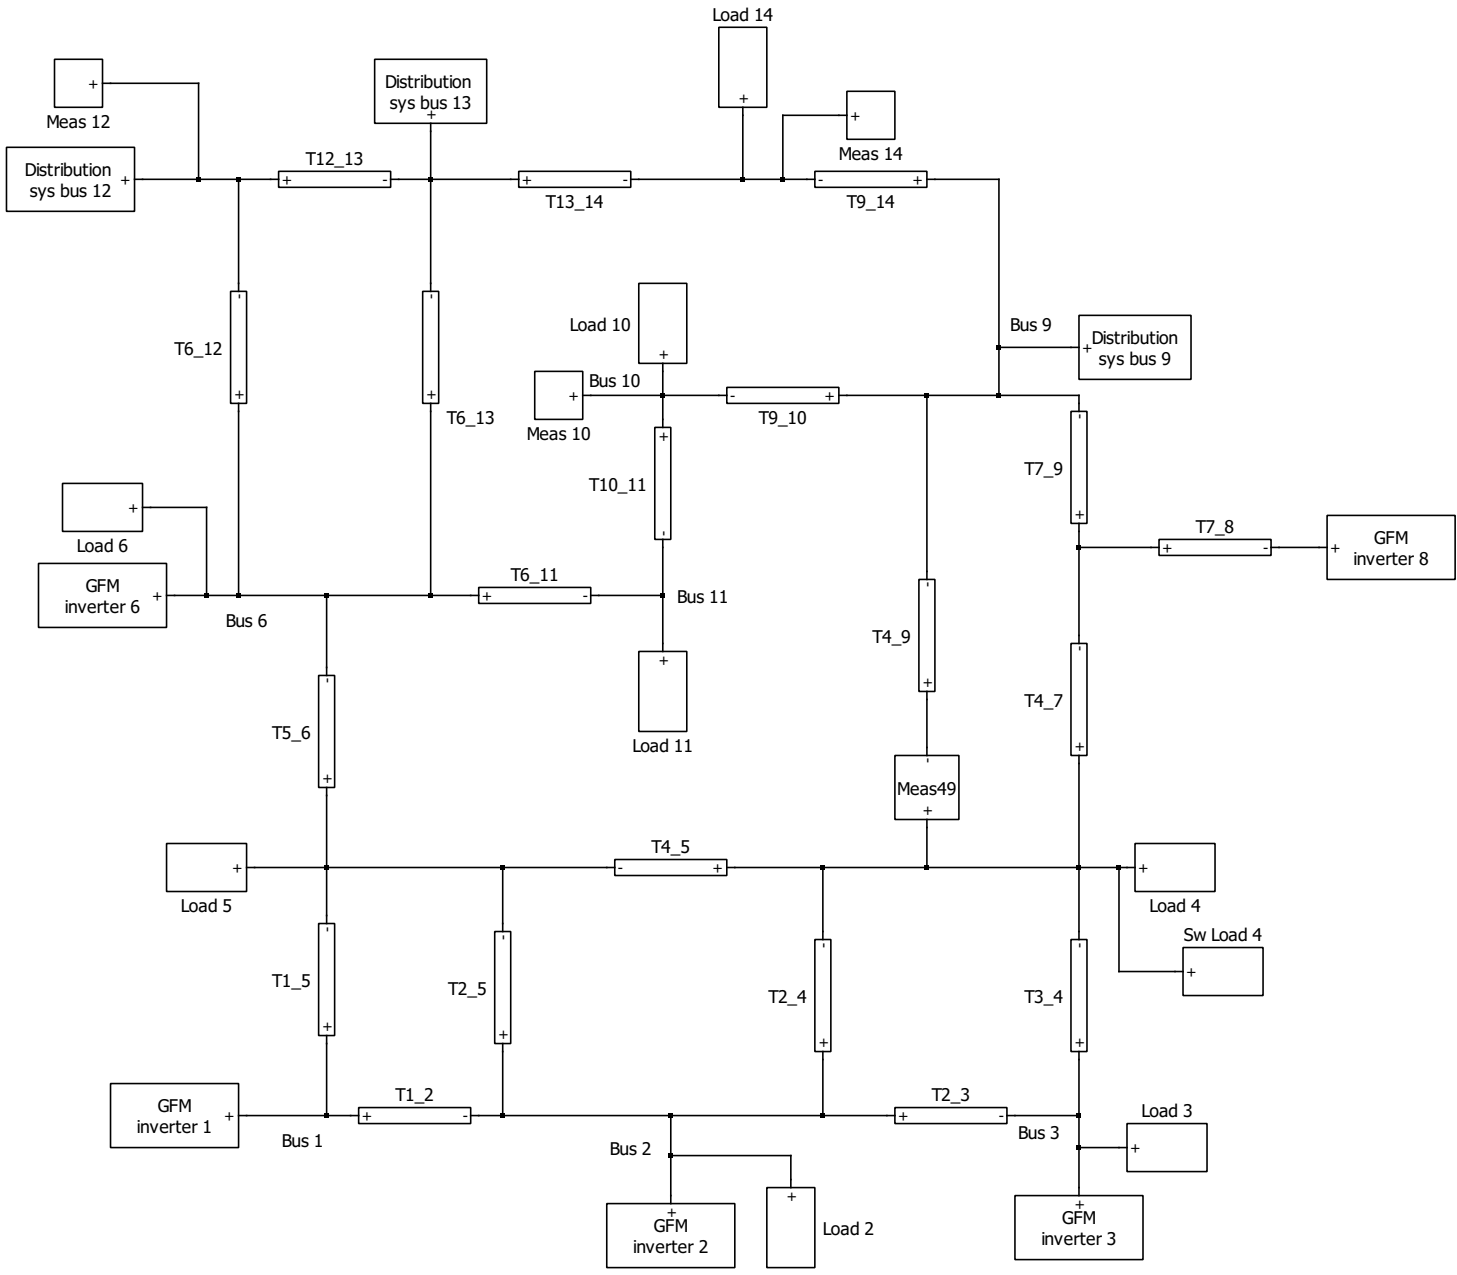 Load 14
Meas 12
Distribution
sys bus 13
+
+
+
+
Meas 14
Distribution
sys bus 12
+
T12_13
+ -
+ -
T13_14
- +
T9_14
T6_12
-
+
T6_13
-
+
Load 10
+
Bus 9
Distribution
sys bus 9
+
Bus 10
Meas 10
+
- +
T9_10
T10_11
+
-
T7_9
-
+
Load 6
+
T7_8
+ -
GFM
inverter 8
+
GFM
inverter 6
+
Bus 6
T6_11
+ -
Bus 11
T4_9
-
+
T4_7
-
+
+
Load 11
T5_6
-
+
-
Meas49
+
+
Load 5
T4_5
- +
+
Load 4
Sw Load 4
+
T1_5
-
+
T2_5
-
+
T2_4
-
+
T3_4
-
+
GFM
inverter 1
+
Bus 1
T1_2
+ -
T2_3
+ -
Bus 3
Load 3
+
Bus 2
+
GFM
inverter 2
+
Load 2
+
GFM
inverter 3